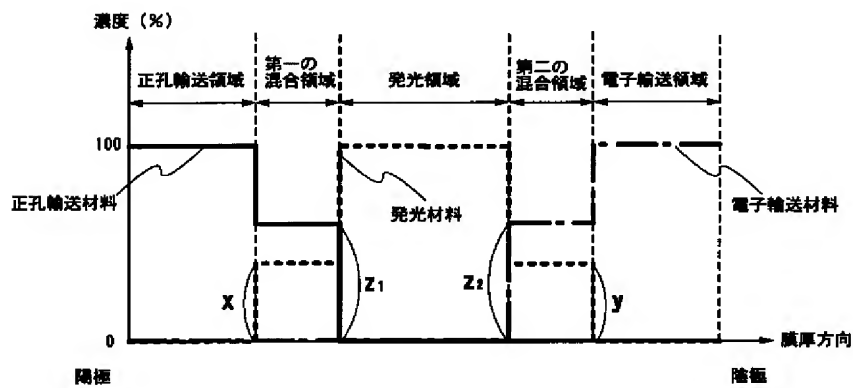 濃度 (%)
正孔輸送領域
第一の
混合領域
発光領域
第二の
混合領域
電子輸送領域
100
正孔輸送材料
発光材料
電子輸送材料
x
z1
z2
y
0
膜厚方向
陽極
陰極